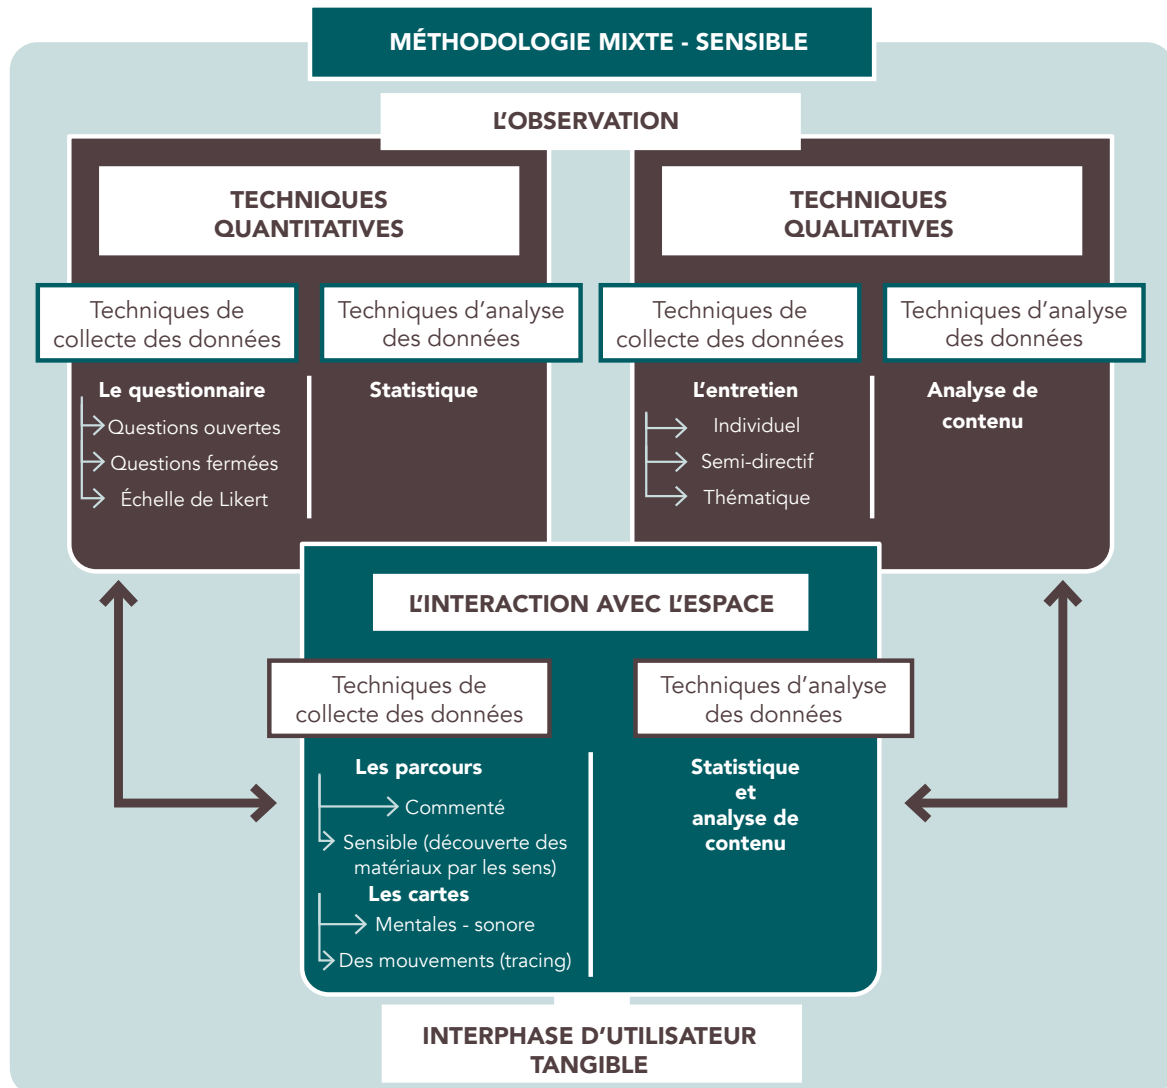 MÉTHODOLOGIE MIXTE - SENSIBLE
L'OBSERVATION
TECHNIQUES
QUANTITATIVES
Techniques de
collecte des données
Techniques d'analyse
des données
Le questionnaire
Questions ouvertes
Questions fermées
Échelle de Likert
Statistique
TECHNIQUES
QUALITATIVES
Techniques de
collecte des données
Techniques d'analyse
des données
L'entretien
Individuel
Semi-directif
Thématique
Analyse de
contenu
L'INTERACTION AVEC L'ESPACE
Techniques de
collecte des données
Techniques d'analyse
des données
Les parcours
Commenté
Sensible (découverte des
matériaux par les sens)
Les cartes
Mentales - sonore
Des mouvements (tracing)
Statistique
et
analyse de
contenu
INTERPHASE D'UTILISATEUR
TANGIBLE